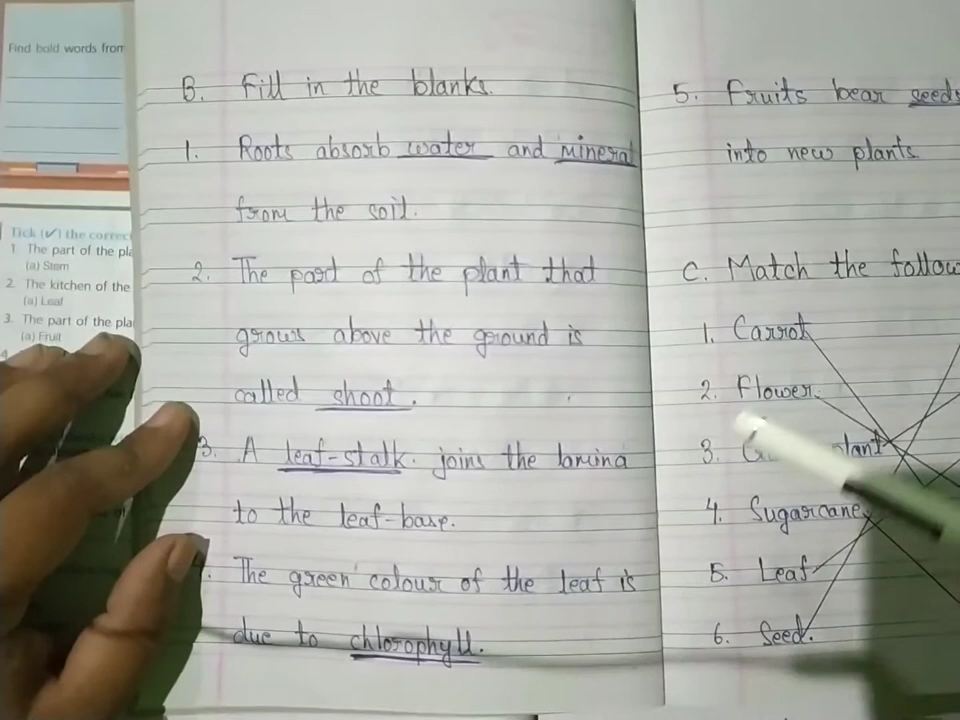 Find bold words from
Tick (✓) the correc
1. The part of the pla
(a) Stem
2. The kitchen of the
(a) Leaf
3. The part of the pla
(a) Fruit
4
B. Fill in the blanks.
1. Roots absorb water and mineral
from the soil.
2. The part of the plant that
grows above the ground is
called shoot.
3. A leaf-stalk. joins the lamina
to the leaf-base.
4. The green colour of the leaf is
due to chlorophyll.
5. Fruits bear seeds
into new plants
C. Match the follow
1. Carrot
2. Flower.
3.
4. Sugarcane
5. Leaf
6. Seed.